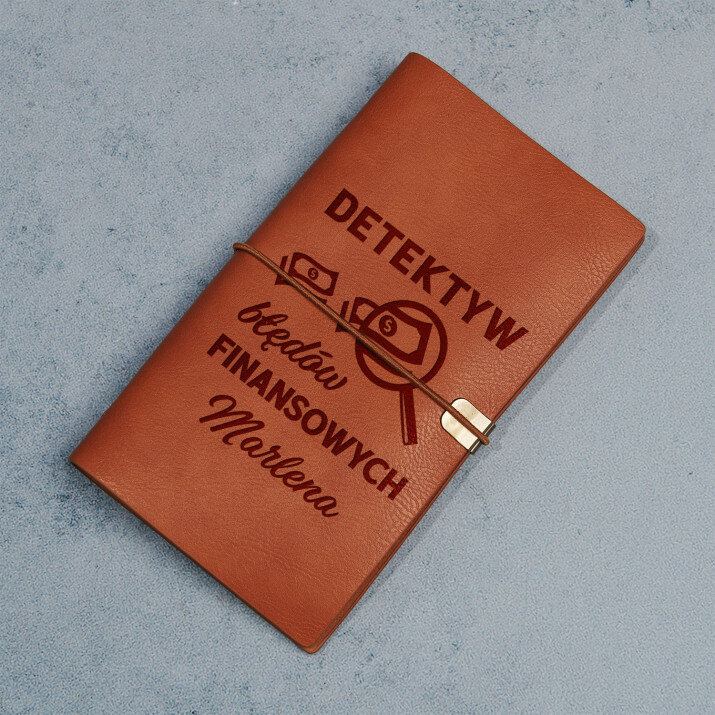 DETEKTYW
$ $
błędów
FINANSOWYCH
Marlena